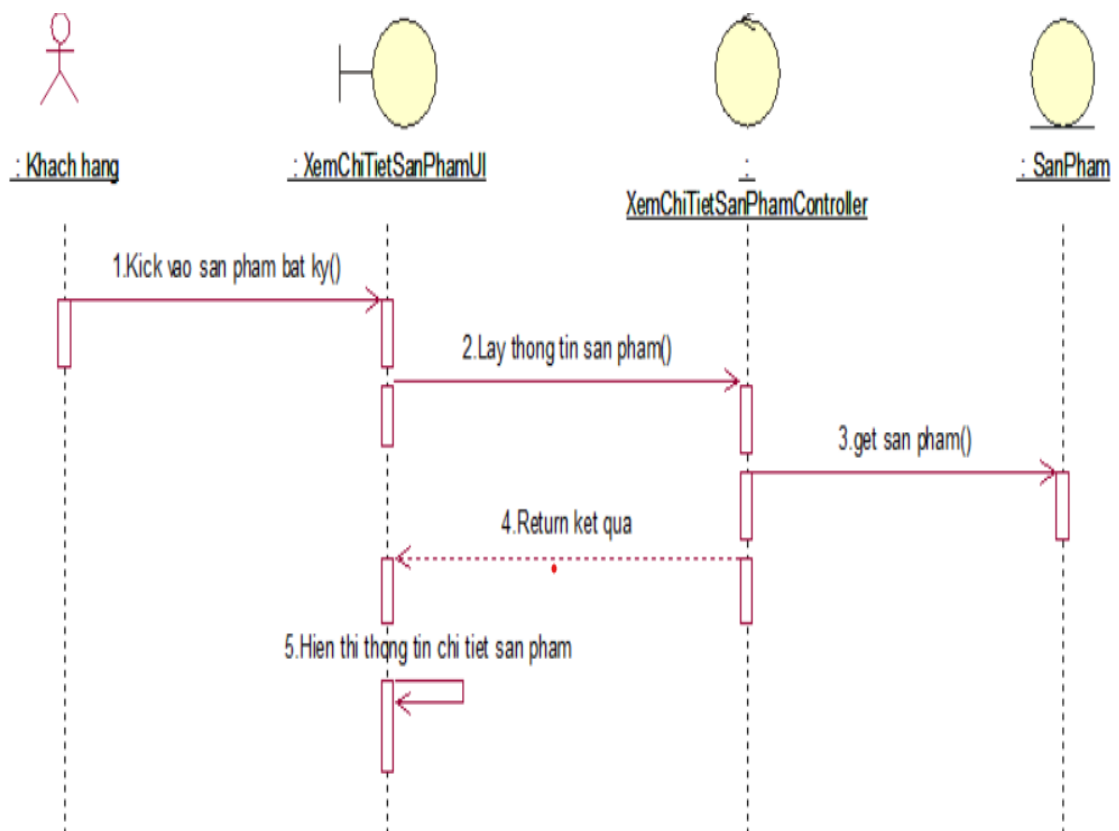 : Khach hang
: XemChiTietSanPhamUI
:
XemChiTietSanPhamController
: SanPham
1.Kick vao san pham bat ky()
2.Lay thong tin san pham()
3.get san pham()
4.Return ket qua
5.Hien thi thong tin chi tiet san pham